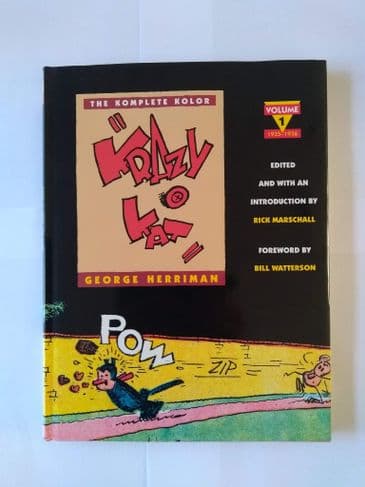 THE KOMPLETE KOLOR
"KRAZY
KAT"
GEORGE HERRIMAN
VOLUME
1
1935-1936
EDITED
AND WITH AN
INTRODUCTION BY
RICK MARSCHALL
FOREWORD BY
BILL WATTERSON
POW
ZIP